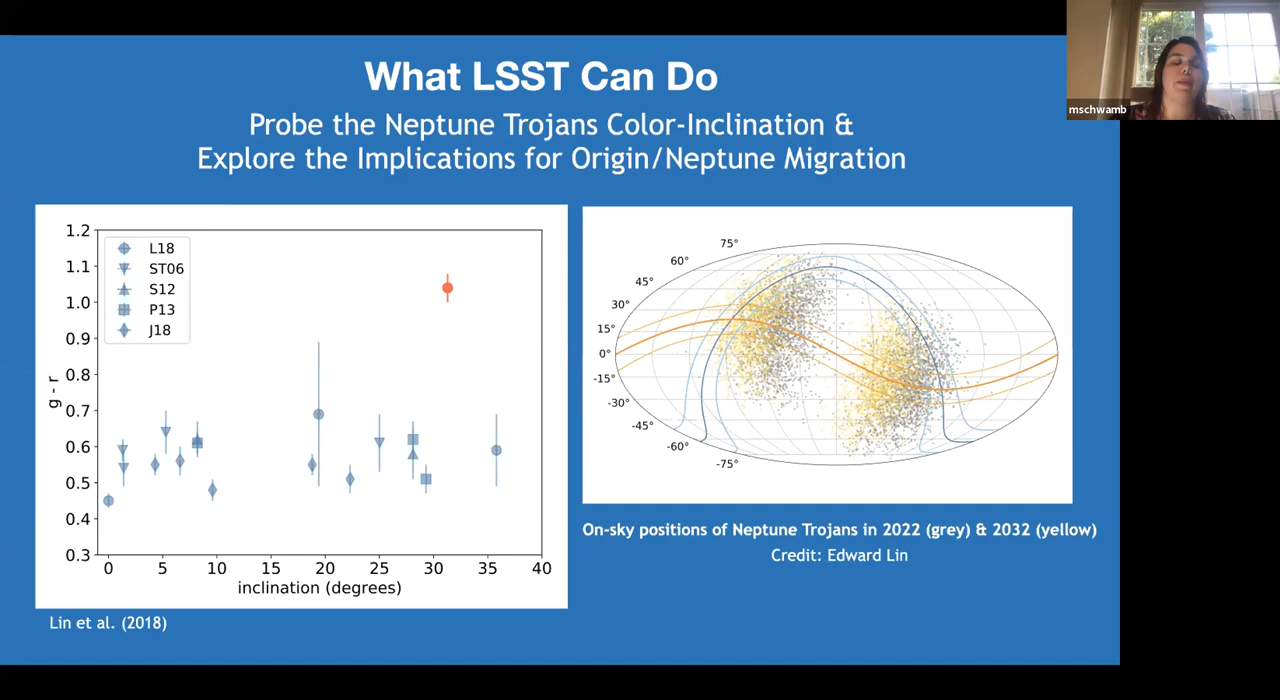 What LSST Can Do
mschwamb
Probe the Neptune Trojans Color-Inclination &
Explore the Implications for Origin/Neptune Migration
1.2
1.1
1.0
0.9
0.8
0.7
0.6
0.5
0.4
0.3
g - r
L18
ST06
S12
P13
J18
0 5 10 15 20 25 30 35 40
inclination (degrees)
Lin et al. (2018)
75°
60°
45°
30°
15°
0°
-15°
-30°
-45°
-60°
-75°
On-sky positions of Neptune Trojans in 2022 (grey) & 2032 (yellow)
Credit: Edward Lin